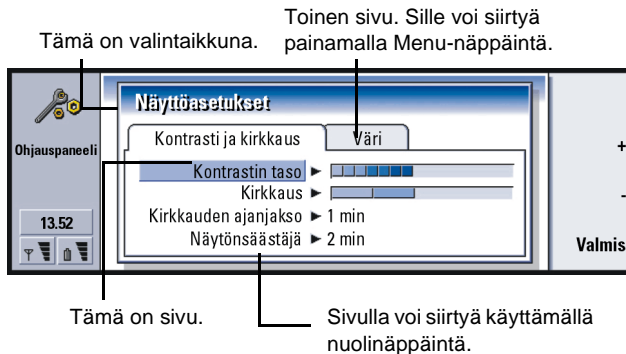 Toinen sivu. Sille voi siirtyä
painamalla Menu-näppäintä.
Tämä on valintaikkuna.
Näyttöasetukset
Ohjauspaneeli
Kontrasti ja kirkkaus
Väri
+
Kontrastin taso
Kirkkaus
-
Kirkkauden ajanjakso 1 min
13.52
Näytönsäästäjä 2 min
Valmis
Tämä on sivu.
Sivulla voi siirtyä käyttämällä
nuolinäppäintä.